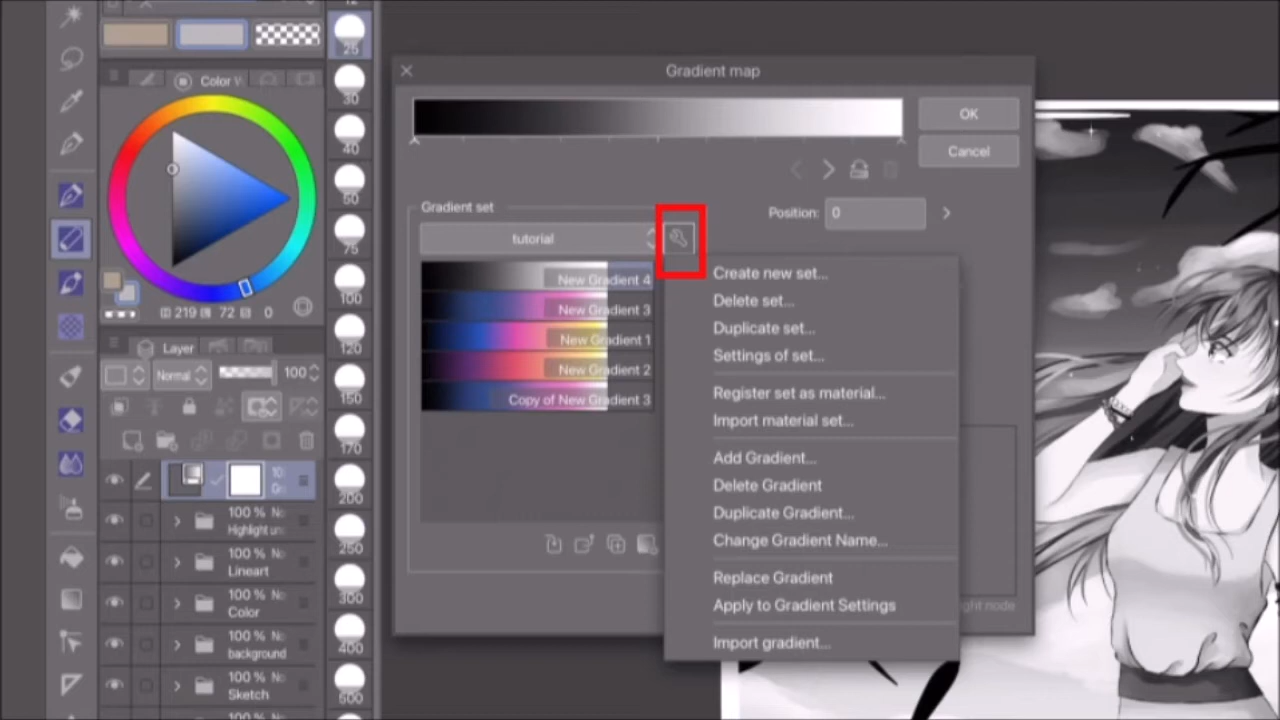 12
25
30
40
50
75
100
120
150
170
200
250
300
400
500
Color
219
72
0
Layer
Normal
100
100 %
Highlight
100 %
Lineart
100 %
Color
100 %
background
100 %
Sketch
100 %
Gradient map
OK
Cancel
Gradient set
Position: 0
tutorial
New Gradient 4
New Gradient 3
New Gradient 1
New Gradient 2
Copy of New Gradient 3
Create new set...
Delete set...
Duplicate set...
Settings of set...
Register set as material...
Import material set...
Add Gradient...
Delete Gradient
Duplicate Gradient...
Change Gradient Name...
Replace Gradient
Apply to Gradient Settings
Import gradient...
node